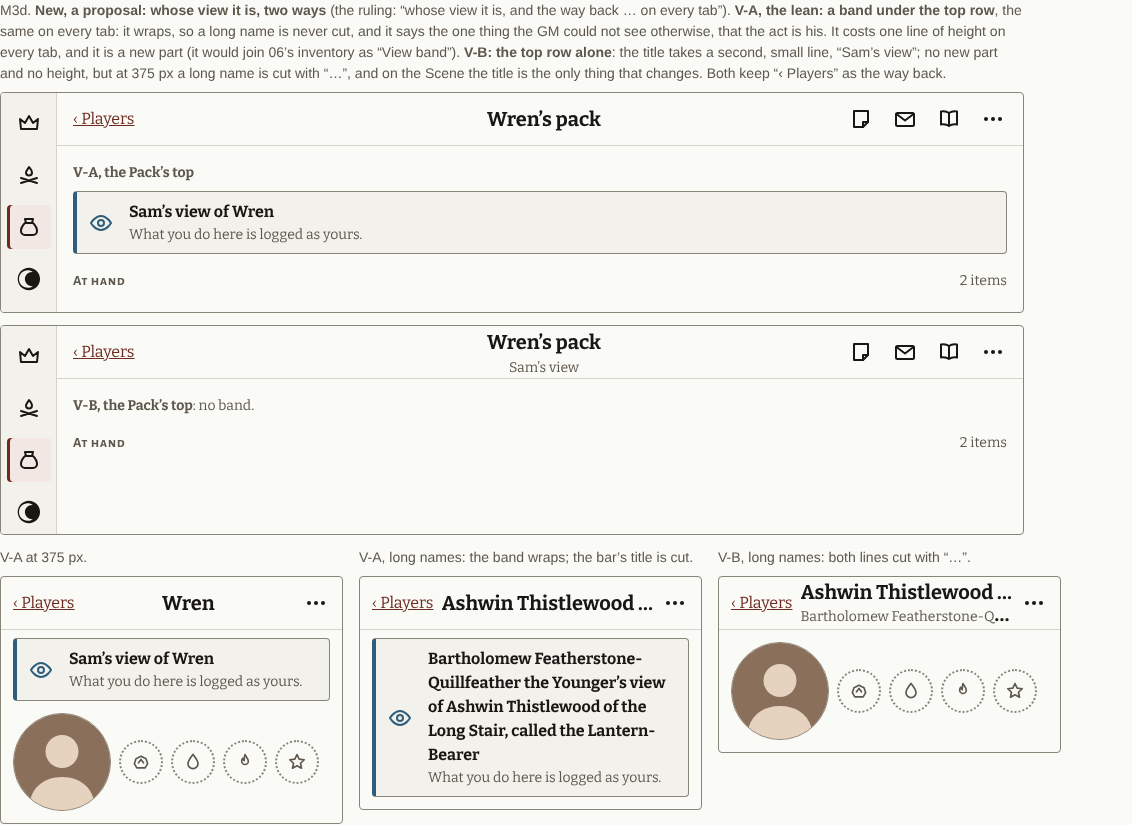 M3d. New, a proposal: whose view it is, two ways (the ruling: “whose view it is, and the way back … on every tab”). V-A, the lean: a band under the top row, the
same on every tab: it wraps, so a long name is never cut, and it says the one thing the GM could not see otherwise, that the act is his. It costs one line of height on
every tab, and it is a new part (it would join 06’s inventory as “View band”). V-B: the top row alone: the title takes a second, small line, “Sam’s view”; no new part
and no height, but at 375 px a long name is cut with “…”, and on the Scene the title is the only thing that changes. Both keep “‹ Players” as the way back.
‹ Players
Wren’s pack
V-A, the Pack’s top
Sam’s view of Wren
What you do here is logged as yours.
At hand
2 items
‹ Players
Wren’s pack
Sam’s view
V-B, the Pack’s top: no band.
At hand
2 items
V-A at 375 px.
‹ Players
Wren
Sam’s view of Wren
What you do here is logged as yours.
V-A, long names: the band wraps; the bar’s title is cut.
‹ Players
Ashwin Thistlewood …
Bartholomew Featherstone-
Quillfeather the Younger’s view
of Ashwin Thistlewood of the
Long Stair, called the Lantern-
Bearer
What you do here is logged as yours.
V-B, long names: both lines cut with “…”.
‹ Players
Ashwin Thistlewood …
Bartholomew Featherstone-Q…